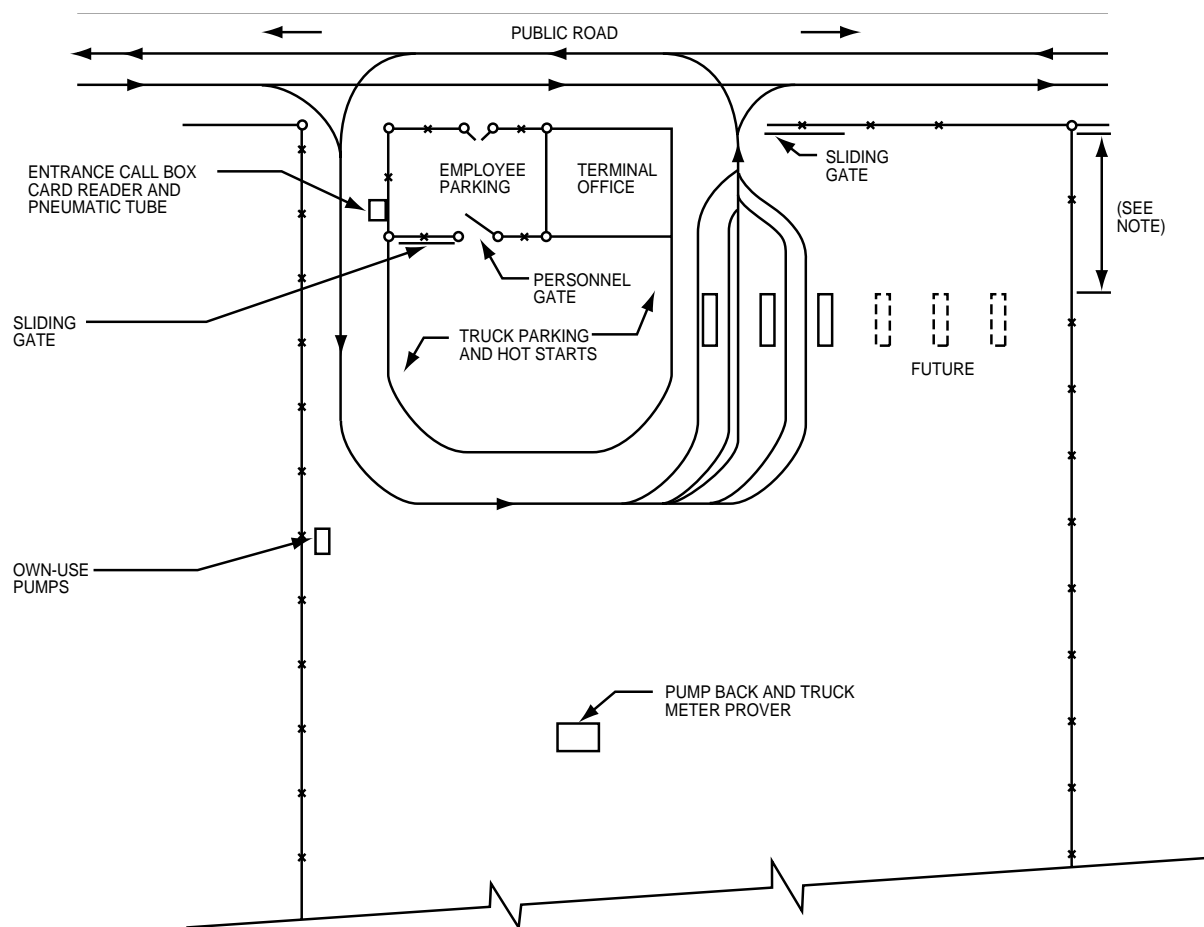 PUBLIC ROAD
ENTRANCE CALL BOX
CARD READER AND
PNEUMATIC TUBE
EMPLOYEE
PARKING
TERMINAL
OFFICE
SLIDING
GATE
(SEE
NOTE)
PERSONNEL
GATE
SLIDING
GATE
TRUCK PARKING
AND HOT STARTS
FUTURE
OWN-USE
PUMPS
PUMP BACK AND TRUCK
METER PROVER